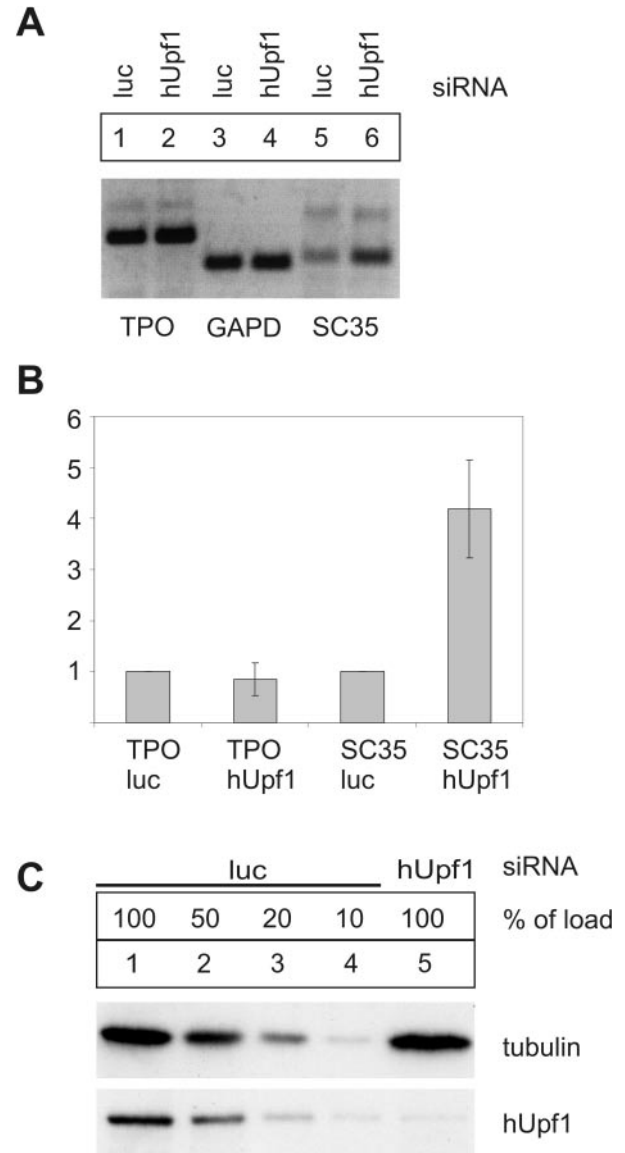 A
luc hUpf1 luc hUpf1 luc hUpf1 siRNA
1 2 3 4 5 6
TPO GAPD SC35
B
6
5
4
3
2
1
TPO TPO SC35 SC35
luc hUpf1 luc hUpf1
C
luc hUpf1 siRNA
100 50 20 10 100 % of load
1 2 3 4 5
tubulin
hUpf1